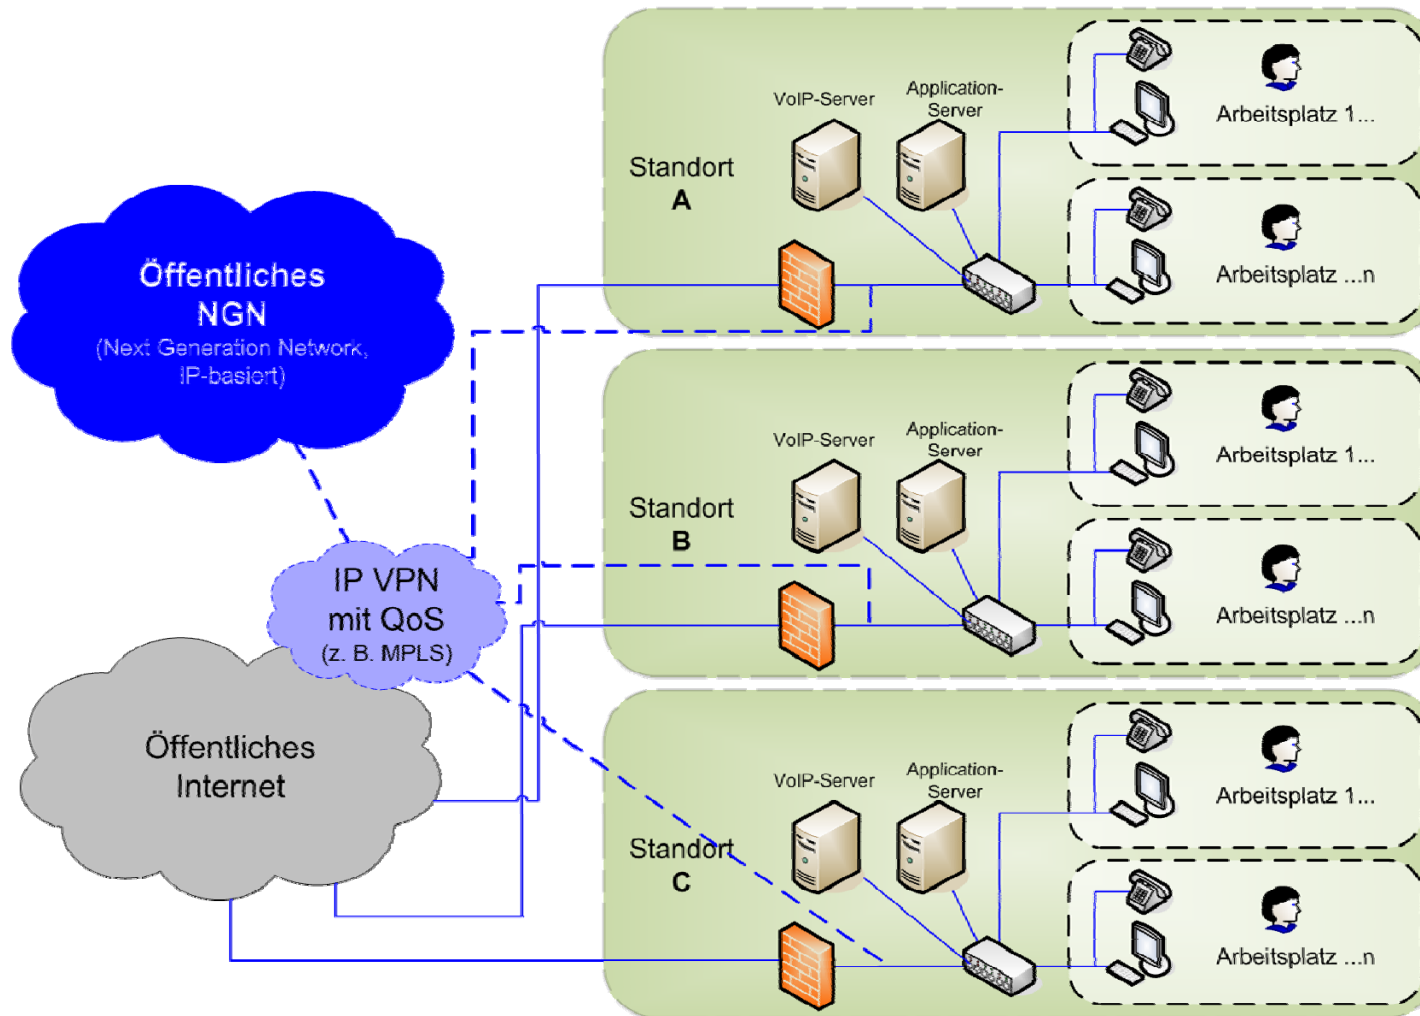 Öffentliches
NGN
(Next Generation Network,
IP-basiert)
IP VPN
mit QoS
(z. B. MPLS)
Öffentliches
Internet
Standort
A
VoIP-Server
Application-
Server
Arbeitsplatz 1...
Arbeitsplatz ...n
Standort
B
VoIP-Server
Application-
Server
Arbeitsplatz 1...
Arbeitsplatz ...n
Standort
C
VoIP-Server
Application-
Server
Arbeitsplatz 1...
Arbeitsplatz ...n